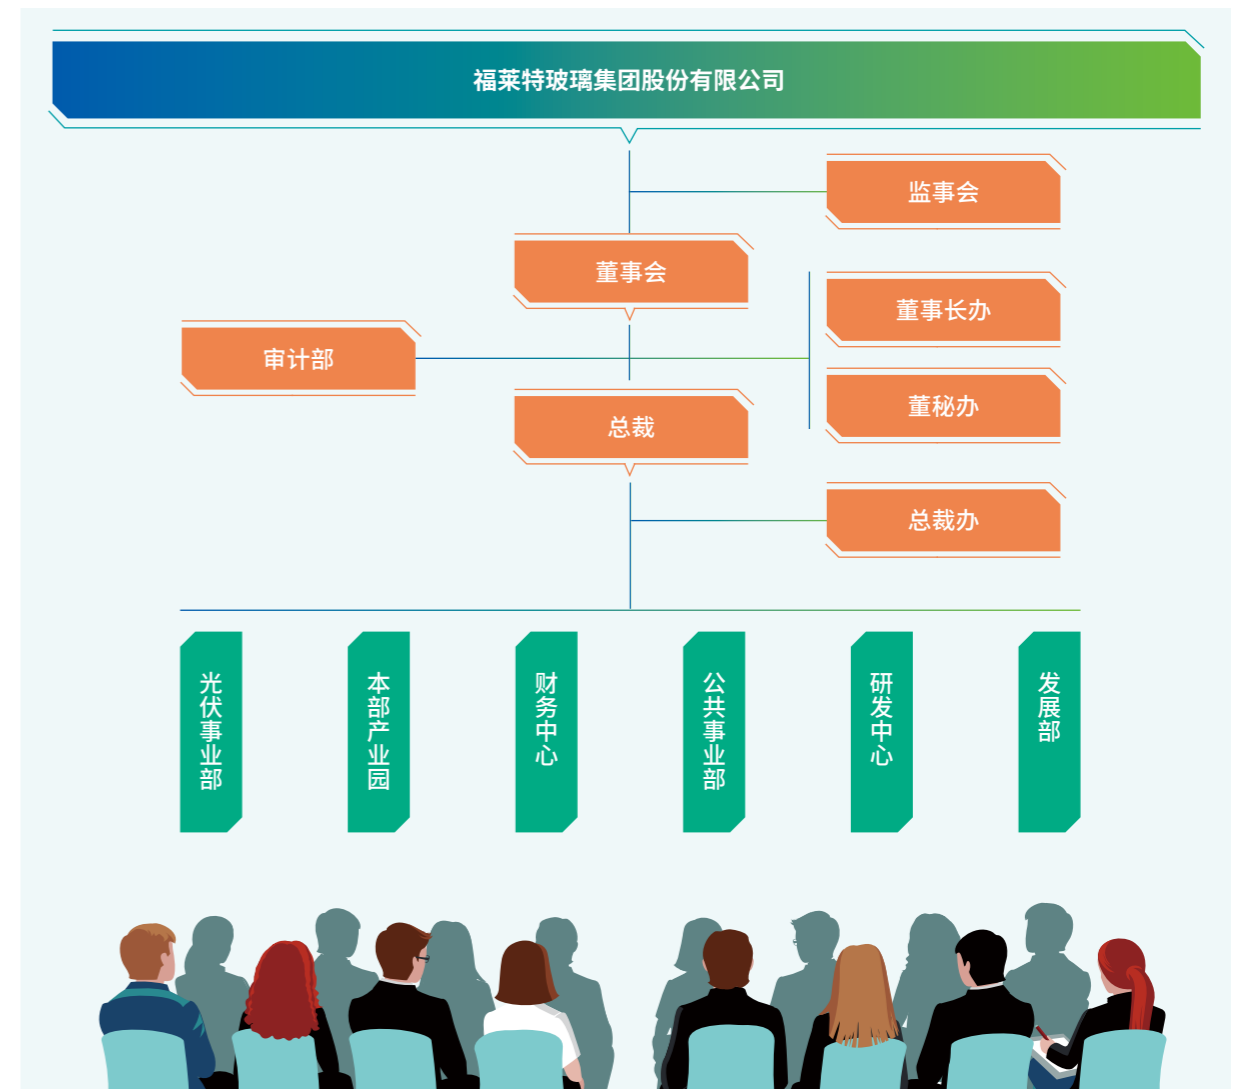 福莱特玻璃集团股份有限公司
监事会
董事会
董事长办
审计部
董秘办
总裁
总裁办
光伏事业部
本部产业园
财务中心
公共事业部
研发中心
发展部